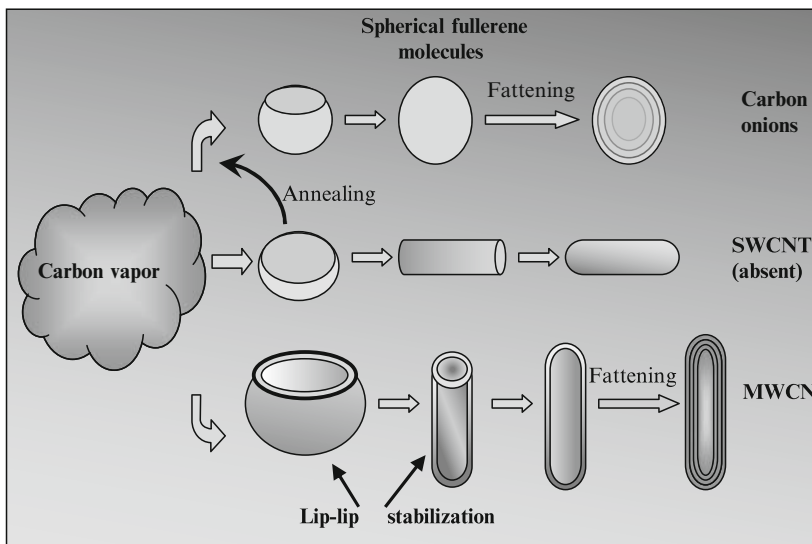 Spherical fullerene
molecules
Fattening
Carbon
onions
Annealing
Carbon vapor
SWCNT
(absent)
Fattening
MWCN
Lip-lip stabilization